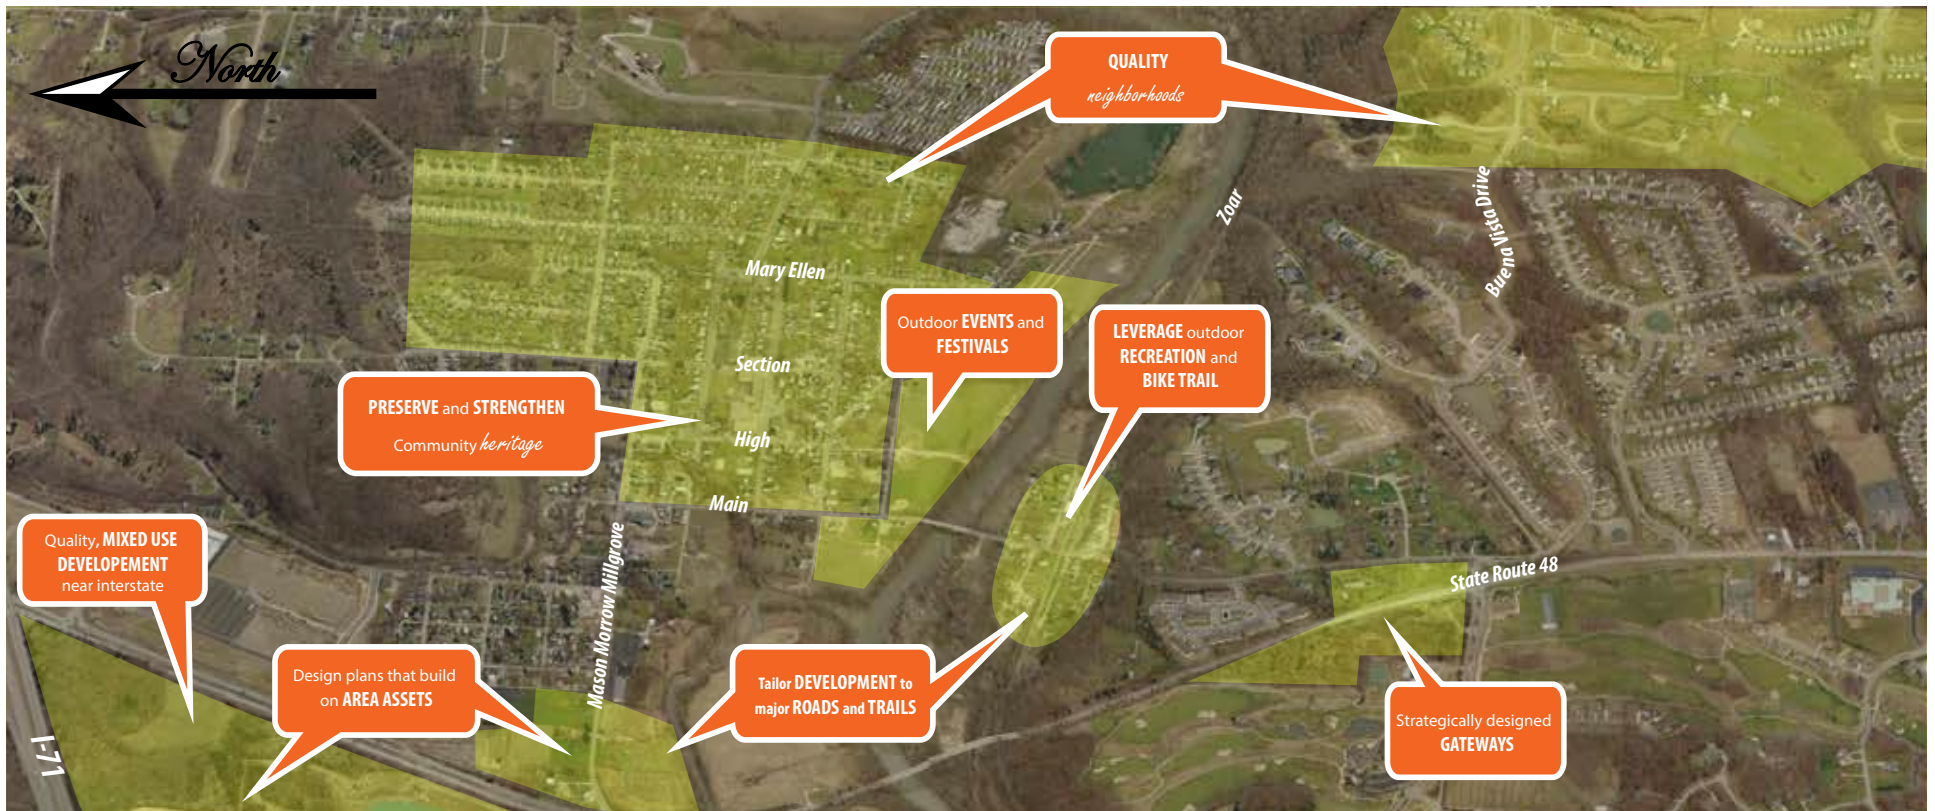 North
QUALITY
neighborhoods
Zoar
Buena Vista Drive
Mary Ellen
Outdoor EVENTS and
FESTIVALS
LEVERAGE outdoor
RECREATION and
BIKE TRAIL
Section
PRESERVE and STRENGTHEN
Community heritage
High
Main
Quality, MIXED USE
DEVELOPEMENT
near interstate
Mason Morrow Millgrove
State Route 48
Design plans that build
on AREA ASSETS
Tailor DEVELOPMENT to
major ROADS and TRAILS
Strategically designed
GATEWAYS
I-71